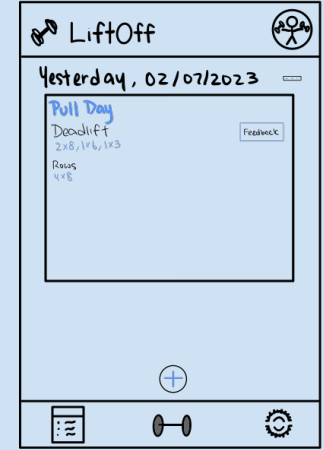 LiftOff
Yesterday, 02/07/2023
Pull Day
Deadlift
Feedback
2x8, 1x6, 1x3
Rows
4x8